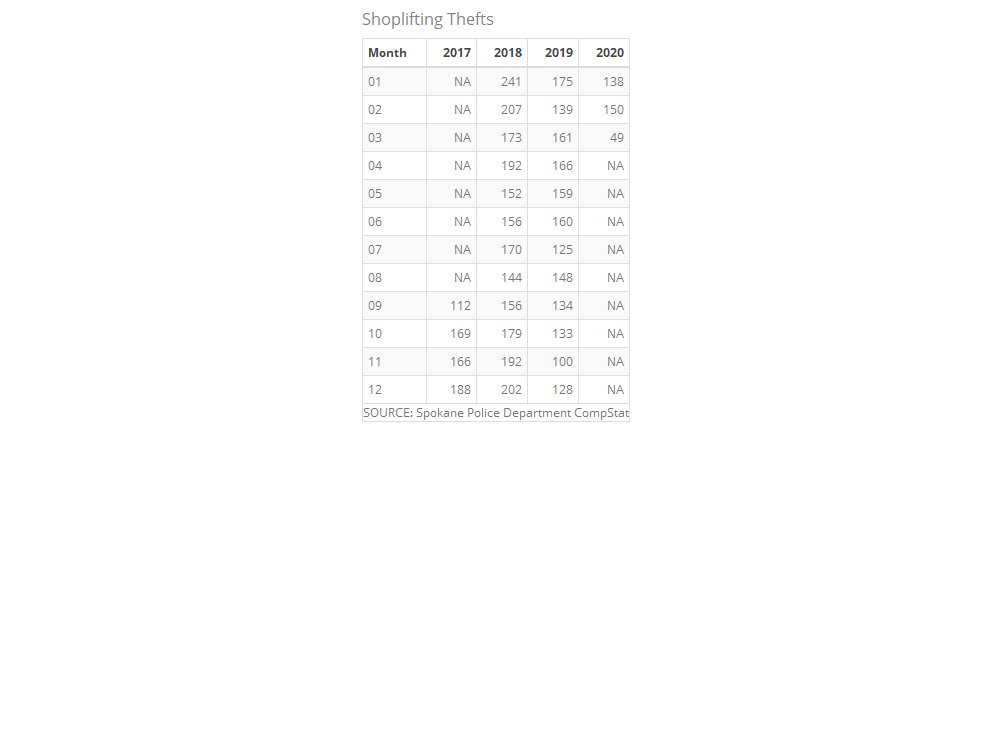 Shoplifting Thefts
Month 2017 2018 2019 2020
01 NA 241 175 138
02 NA 207 139 150
03 NA 173 161 49
04 NA 192 166 NA
05 NA 152 159 NA
06 NA 156 160 NA
07 NA 170 125 NA
08 NA 144 148 NA
09 112 156 134 NA
10 169 179 133 NA
11 166 192 100 NA
12 188 202 128 NA
SOURCE: Spokane Police Department CompStat